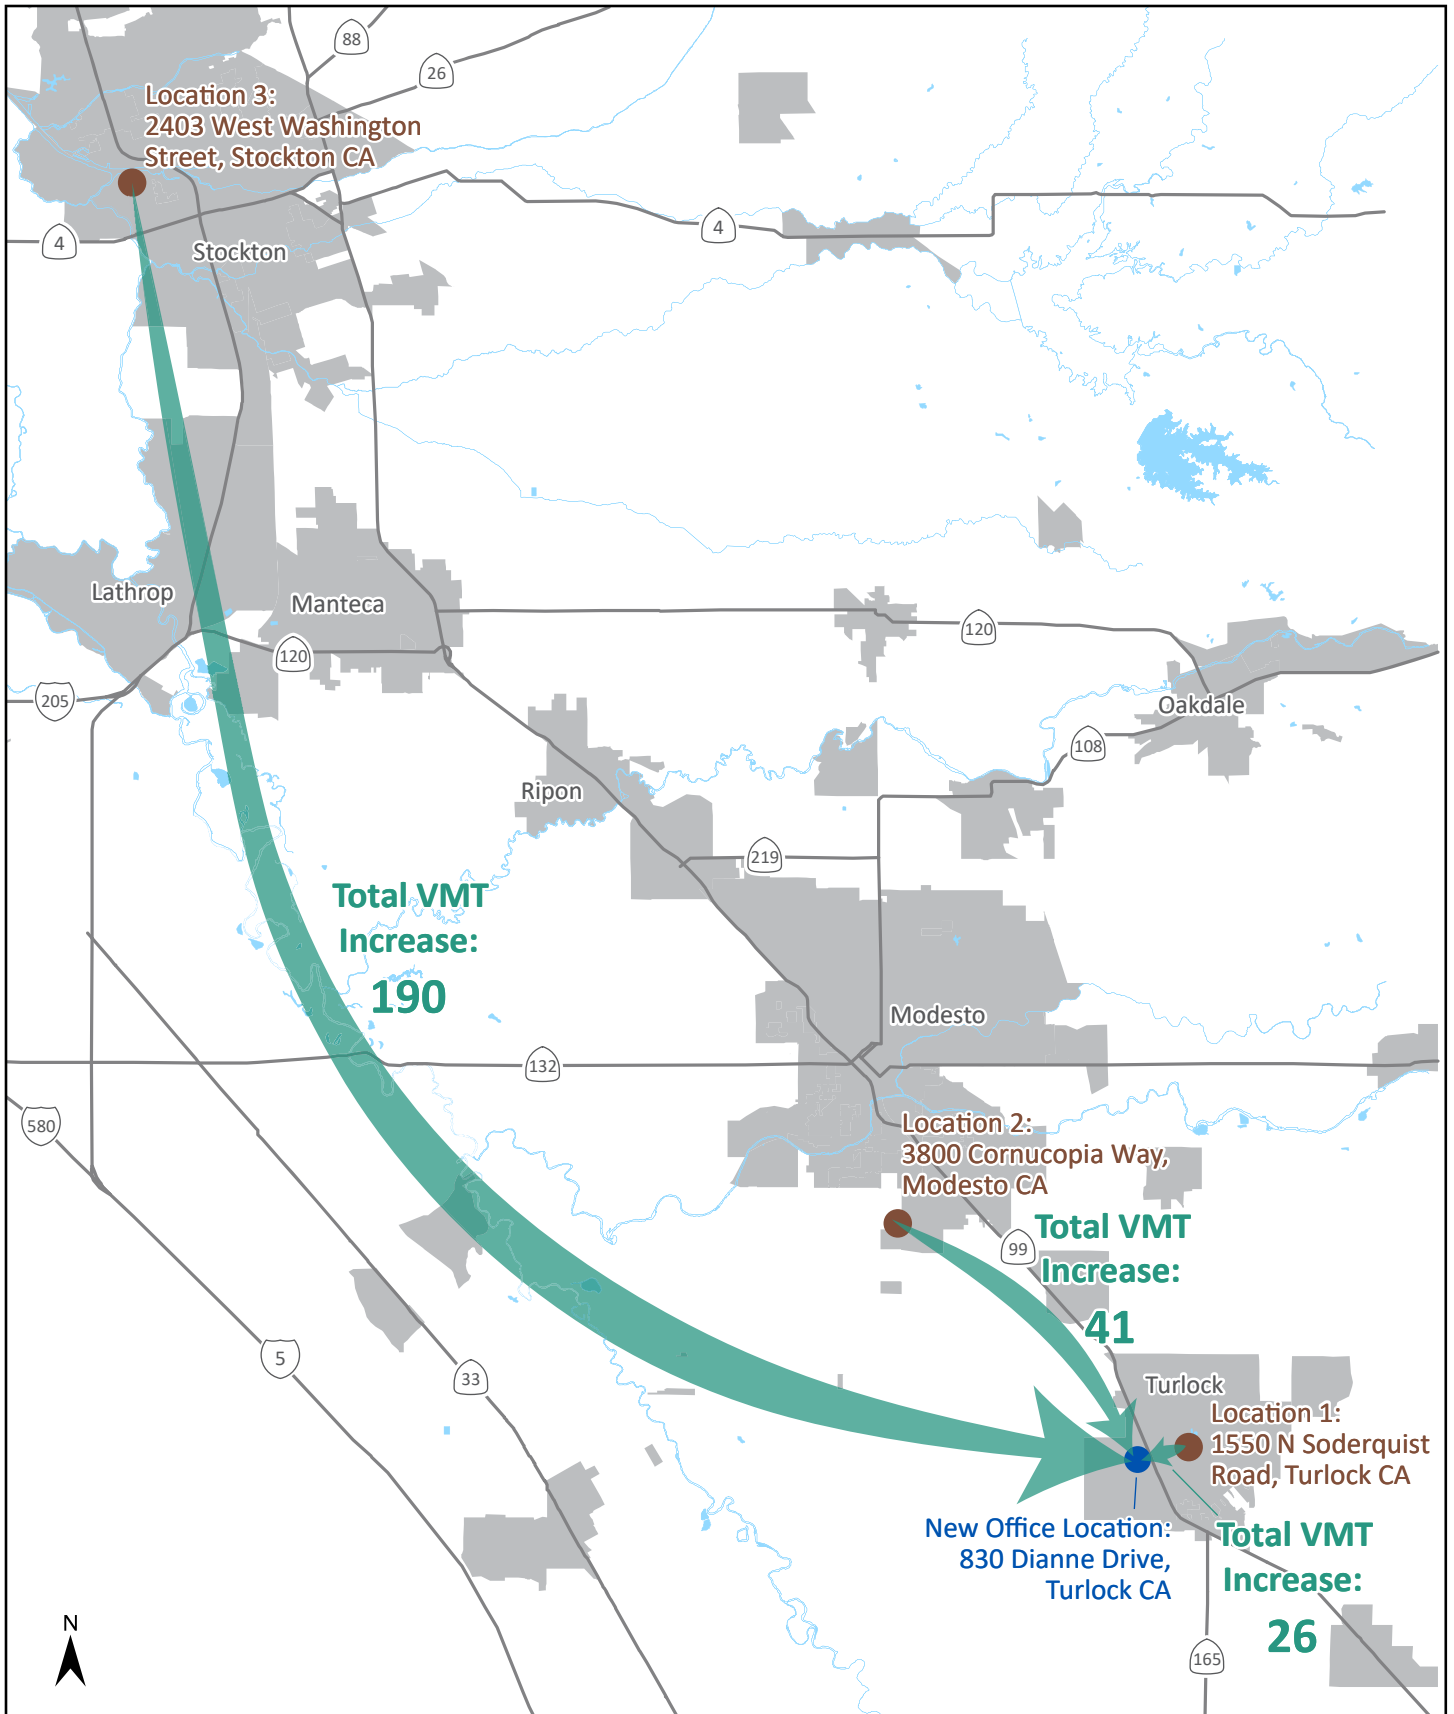 88
26
Location 3:
2403 West Washington
Street, Stockton CA
4
4
Stockton
Lathrop
Manteca
120
120
205
Oakdale
108
Ripon
219
Total VMT
Increase:
190
Modesto
132
580
Location 2:
3800 Cornucopia Way,
Modesto CA
99
Total VMT
Increase:
41
5
33
Turlock
Location 1:
1550 N Soderquist
Road, Turlock CA
New Office Location:
830 Dianne Drive,
Turlock CA
Total VMT
Increase:
26
N
165